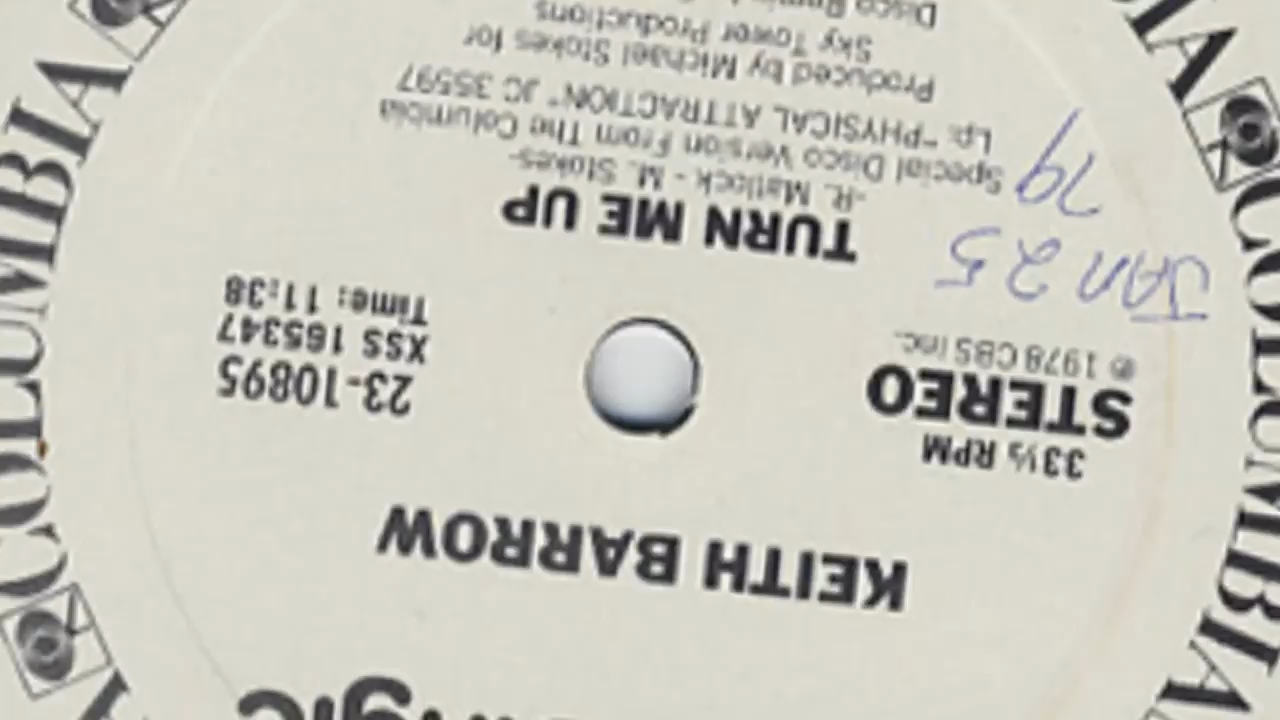 KEITH BARROW
33⅓ RPM
STEREO
℗ 1978 CBS Inc.
23-10895
XSS 165347
Time: 11:38
JAN 25
79
TURN ME UP
-R. Matlock - M. Stokes-
Special Disco Version From The Columbia
Lp: "PHYSICAL ATTRACTION" JC 35597
Produced by Michael Stokes for
Sky Tower Productions
Disco
COLUMBIA
COLUMBIA